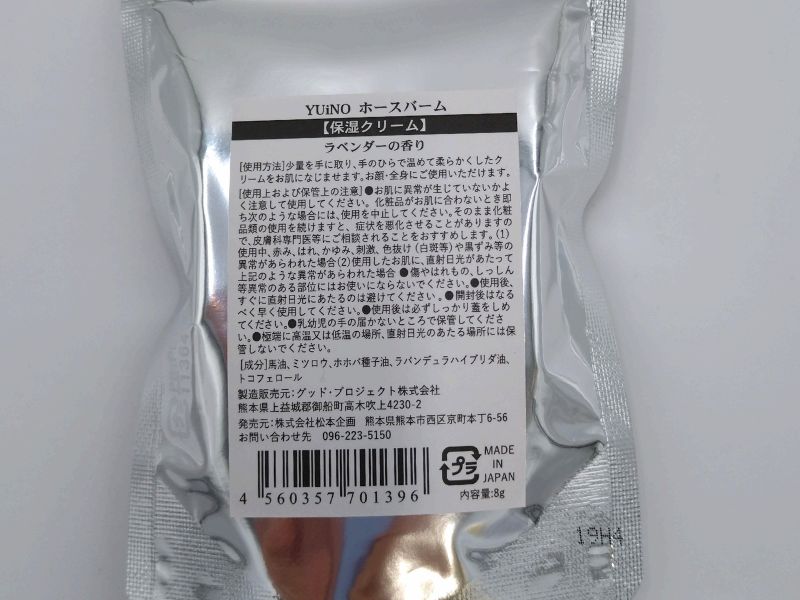 YUiNO ホースバーム
【保湿クリーム】
ラベンダーの香り
[使用方法]少量を手に取り、手のひらで温めて柔らかくしたク
リームをお肌になじませます。お顔・全身にご使用いただけます。
[使用上および保管上の注意]●お肌に異常が生じていないかよ
く注意して使用してください。化粧品がお肌に合わないとき即
ち次のような場合には、使用を中止してください。そのまま化粧
品類の使用を続けますと、症状を悪化させることがありますの
で、皮膚科専門医等にご相談されることをおすすめします。(1)
使用中、赤み、はれ、かゆみ、刺激、色抜け(白斑等)や黒ずみ等の
異常があらわれた場合(2)使用したお肌に、直射日光があたって
上記のような異常があらわれた場合 ●傷やはれもの、しっしん
等異常のある部位にはお使いにならないでください。●使用後、
すぐに直射日光にあたるのは避けてください。●開封後はなる
べく早く使用してください。●使用後は必ずしっかり蓋をしめ
てください。●乳幼児の手の届かないところで保管してくださ
い。●極端に高温又は低温の場所、直射日光のあたる場所には保
管しないでください。
[成分]馬油、ミツロウ、ホホバ種子油、ラバンデュラハイブリダ油、
トコフェロール
製造販売元:グッド・プロジェクト株式会社
熊本県上益城郡御船町高木吹上4230-2
発売元:株式会社松本企画 熊本県熊本市西区京町本丁6-56
お問い合わせ先 096-223-5150
4 560357 701396
プラ
MADE
IN
JAPAN
内容量:8g
19H4